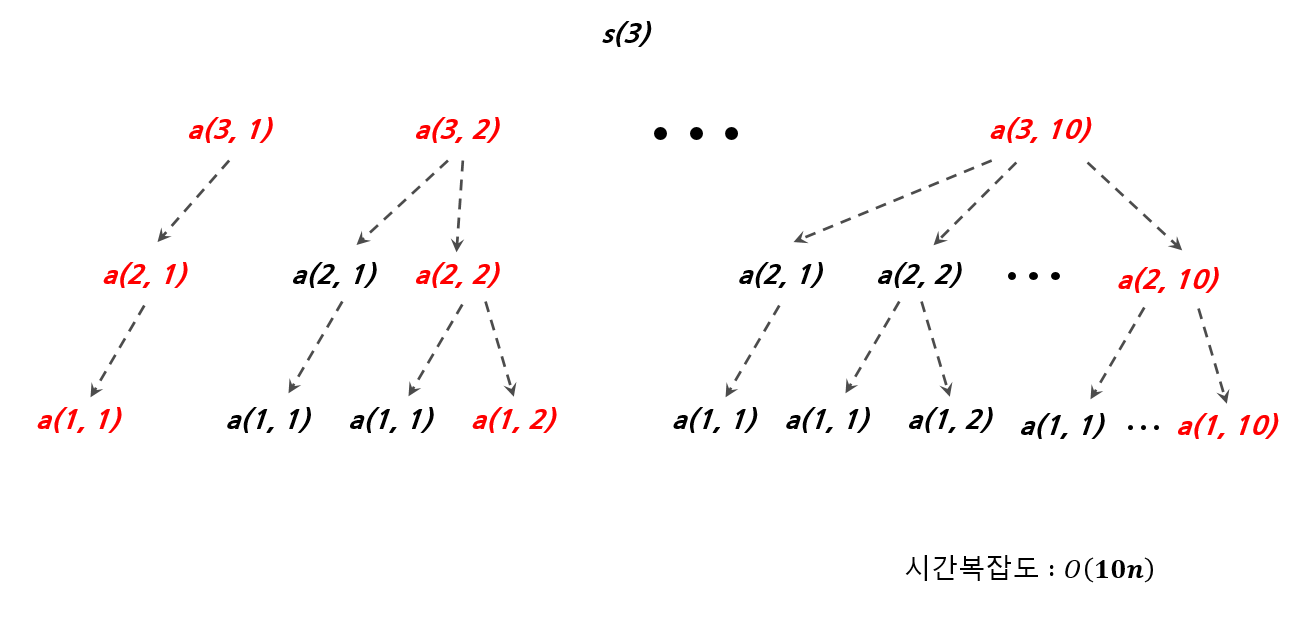 s(3)
a(3, 1) a(3, 2) • • • a(3, 10)
a(2, 1) a(2, 1) a(2, 2) a(2, 1) a(2, 2) • • • a(2, 10)
a(1, 1) a(1, 1) a(1, 1) a(1, 2) a(1, 1) a(1, 1) a(1, 2) a(1, 1) • • • a(1, 10)
시간복잡도 : O(10n)